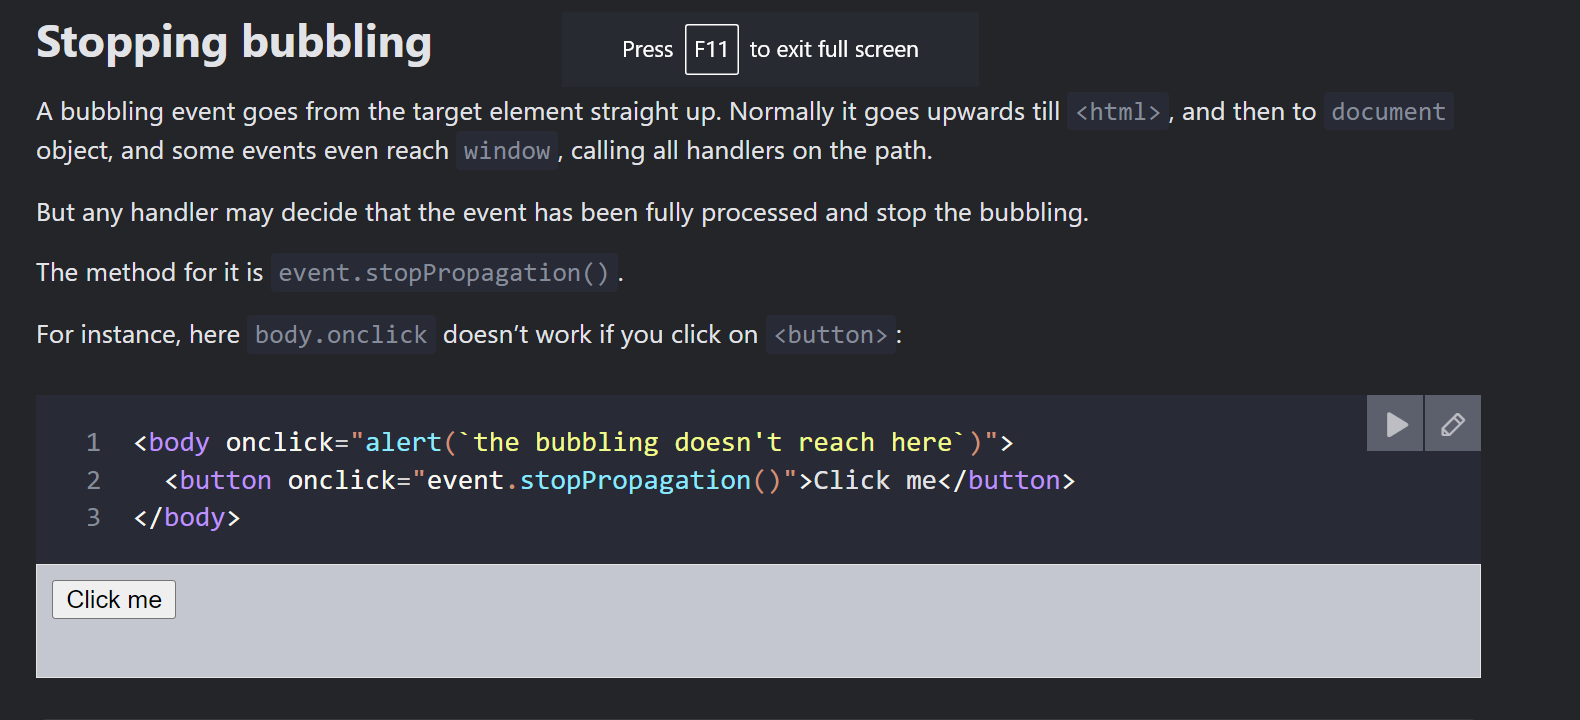 Stopping bubbling
Press F11 to exit full screen
A bubbling event goes from the target element straight up. Normally it goes upwards till <html>, and then to document
object, and some events even reach window, calling all handlers on the path.
But any handler may decide that the event has been fully processed and stop the bubbling.
The method for it is event.stopPropagation().
For instance, here body.onclick doesn’t work if you click on <button>:
1 <body onclick="alert(`the bubbling doesn't reach here`)">
2   <button onclick="event.stopPropagation()">Click me</button>
3 </body>
Click me